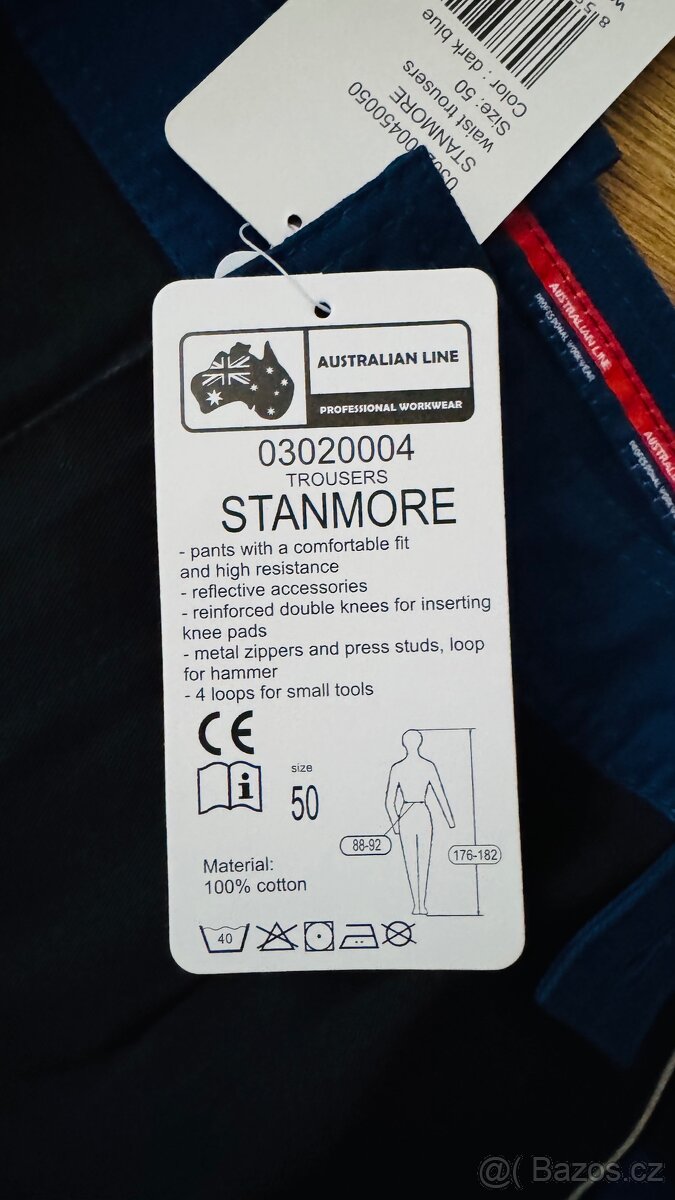 8
waist trousers
Size: 50
Color : dark blue
STANMORE
AUSTRALIAN LINE
PROFESSIONAL WORKWEAR
AUSTRALIAN LINE
PROFESSIONAL WORKWEAR
03020004
TROUSERS
STANMORE
- pants with a comfortable fit
and high resistance
- reflective accessories
- reinforced double knees for inserting
knee pads
- metal zippers and press studs, loop
for hammer
- 4 loops for small tools
CE
i
size
50
88-92
176-182
Material:
100% cotton
40
@( Bazos.cz